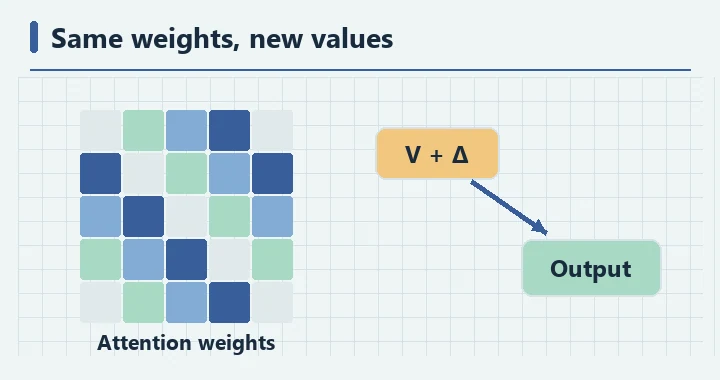 Same weights, new values
V + Δ
Output
Attention weights